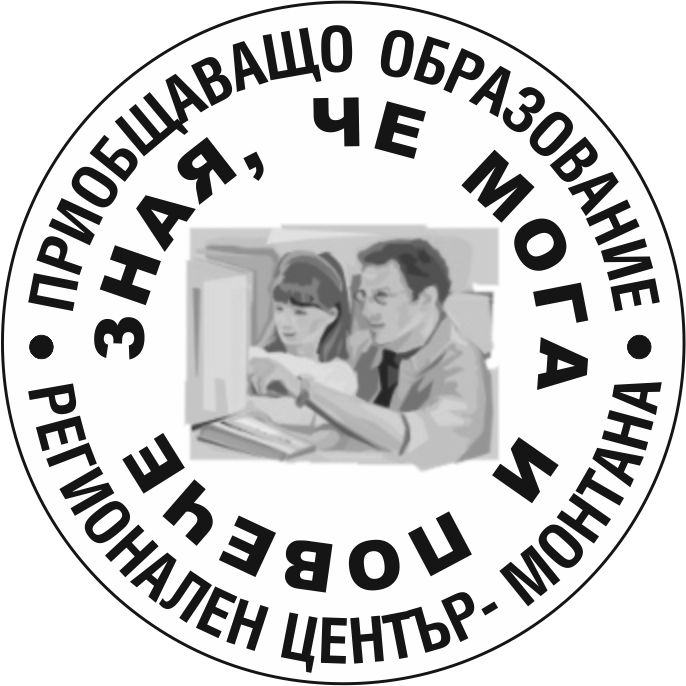 ПРИОБЩАВАЩО ОБРАЗОВАНИЕ
ЗНАЯ, ЧЕ МОГА И ПОВЕЧЕ
• РЕГИОНАЛЕН ЦЕНТЪР- МОНТАНА •